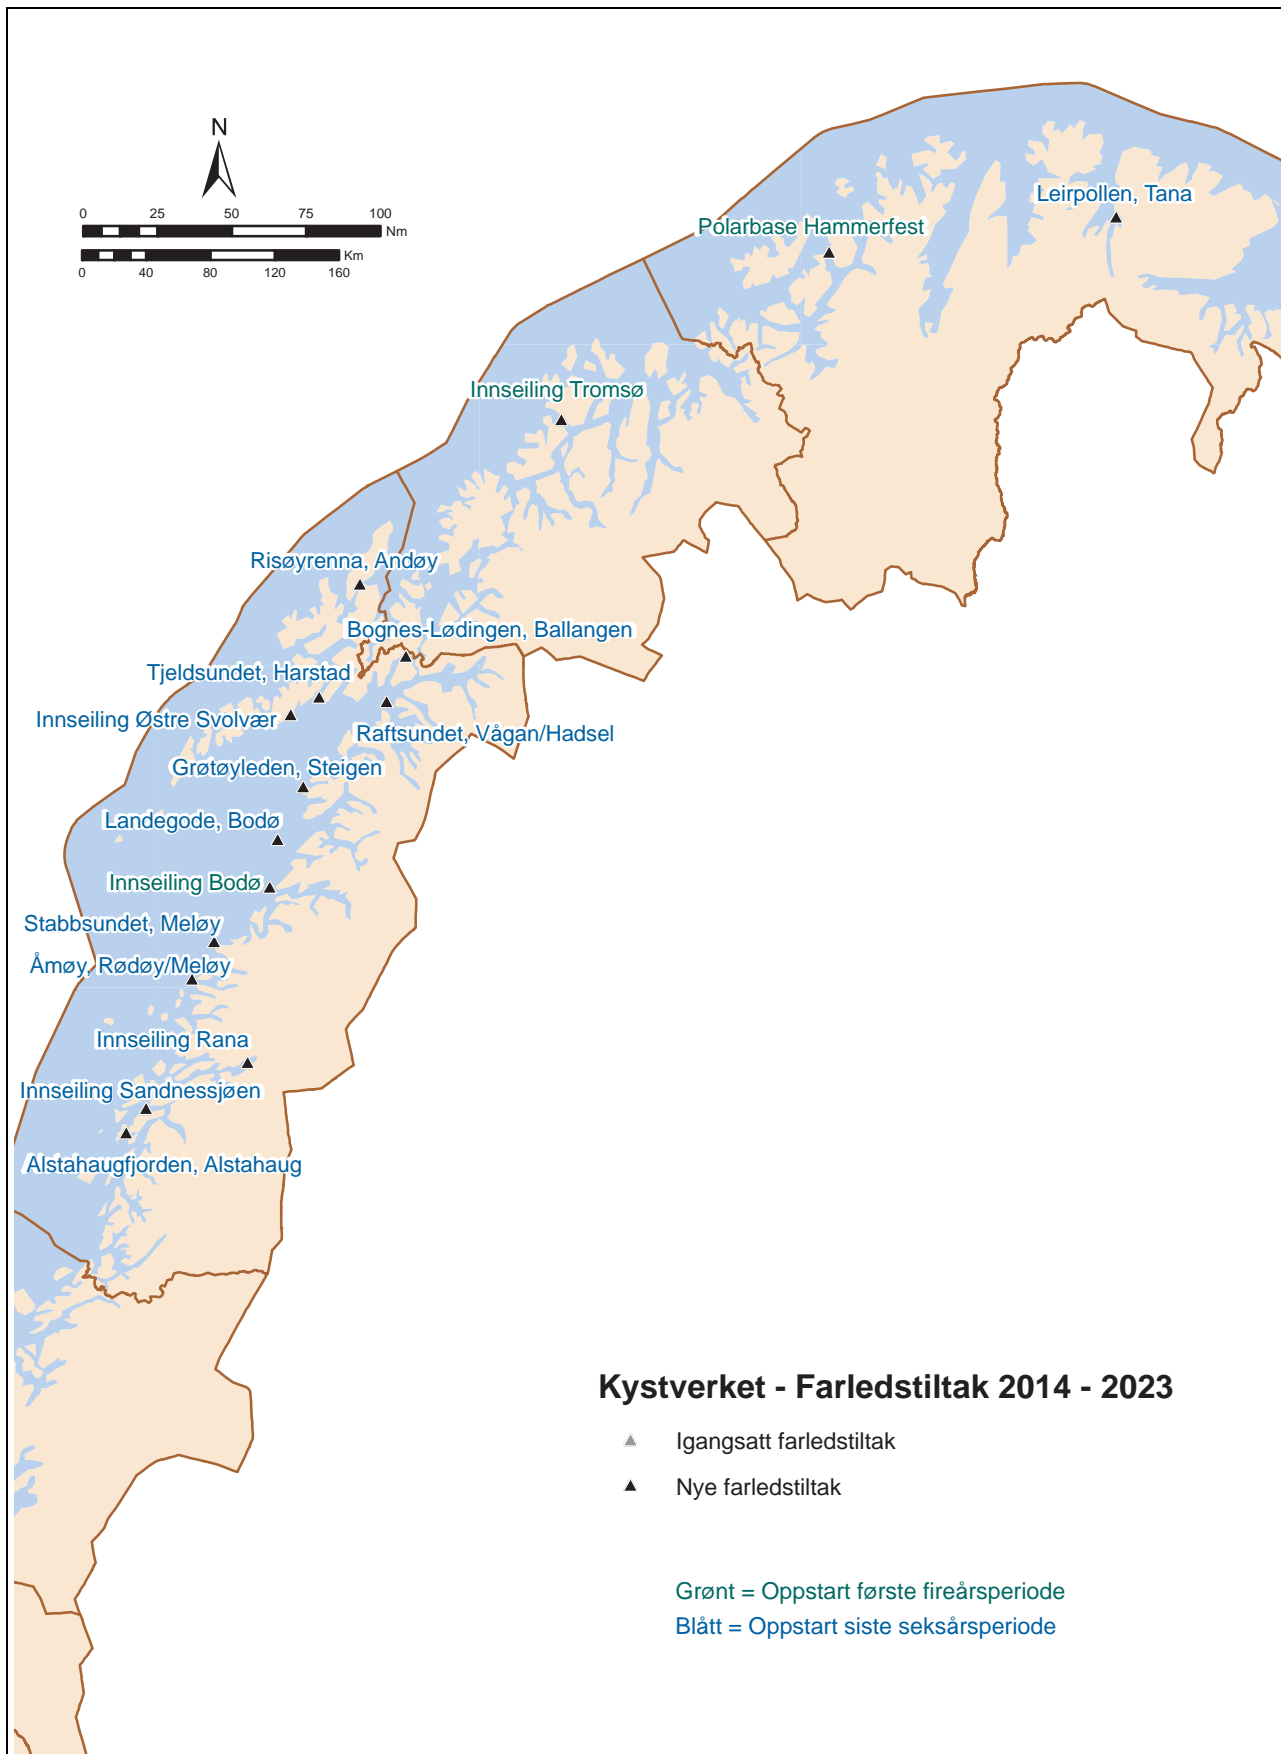 N
0 25 50 75 100
Nm
Km
0 40 80 120 160
Leirpollen, Tana
Polarbase Hammerfest
Innseiling Tromsø
Risøyrenna, Andøy
Bognes-Lødingen, Ballangen
Tjeldsundet, Harstad
Innseiling Østre Svolvær
Raftsundet, Vågan/Hadsel
Grøtøyleden, Steigen
Landegode, Bodø
Innseiling Bodø
Stabbsundet, Meløy
Åmøy, Rødøy/Meløy
Innseiling Rana
Innseiling Sandnessjøen
Alstahaugfjorden, Alstahaug
Kystverket - Farledstiltak 2014 - 2023
Igangsatt farledstiltak
Nye farledstiltak
Grønt = Oppstart første fireårsperiode
Blått = Oppstart siste seksårsperiode